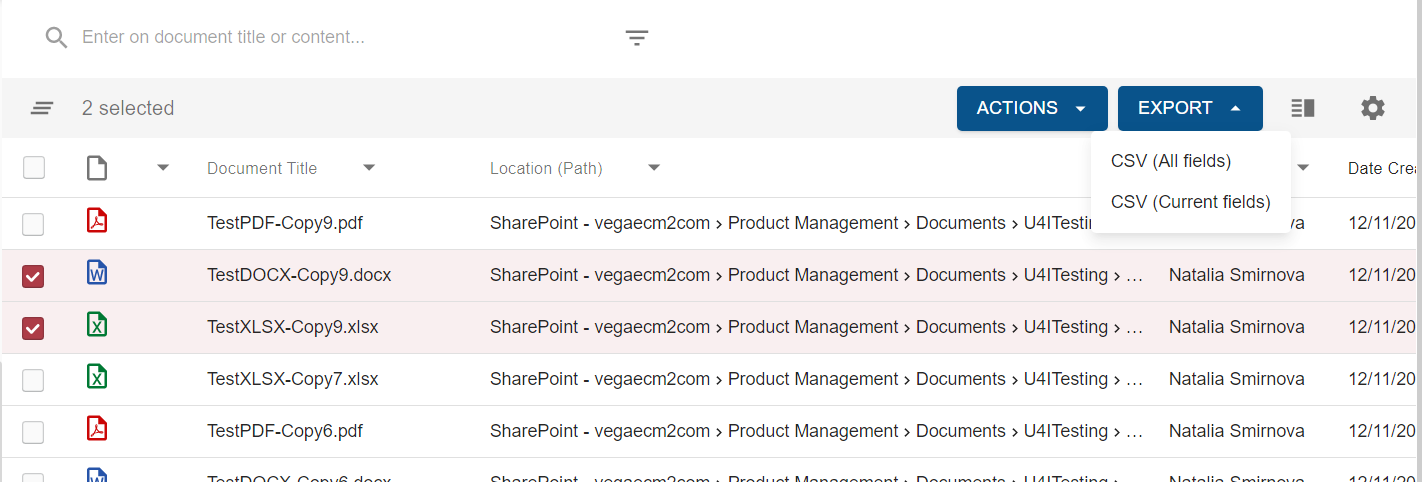 Enter on document title or content...
2 selected
ACTIONS
EXPORT
CSV (All fields)
CSV (Current fields)
Document Title
Location (Path)
Date Crea
TestPDF-Copy9.pdf SharePoint - vegaecm2com › Product Management › Documents › U4ITesting 12/11/20
TestDOCX-Copy9.docx SharePoint - vegaecm2com › Product Management › Documents › U4ITesting › … Natalia Smirnova 12/11/20
TestXLSX-Copy9.xlsx SharePoint - vegaecm2com › Product Management › Documents › U4ITesting › … Natalia Smirnova 12/11/20
TestXLSX-Copy7.xlsx SharePoint - vegaecm2com › Product Management › Documents › U4ITesting › … Natalia Smirnova 12/11/20
TestPDF-Copy6.pdf SharePoint - vegaecm2com › Product Management › Documents › U4ITesting › … Natalia Smirnova 12/11/20
TestDOCX-Copy6.docx SharePoint - vegaecm2com › Product Management › Documents › U4ITesting › … Natalia Smirnova 12/11/20